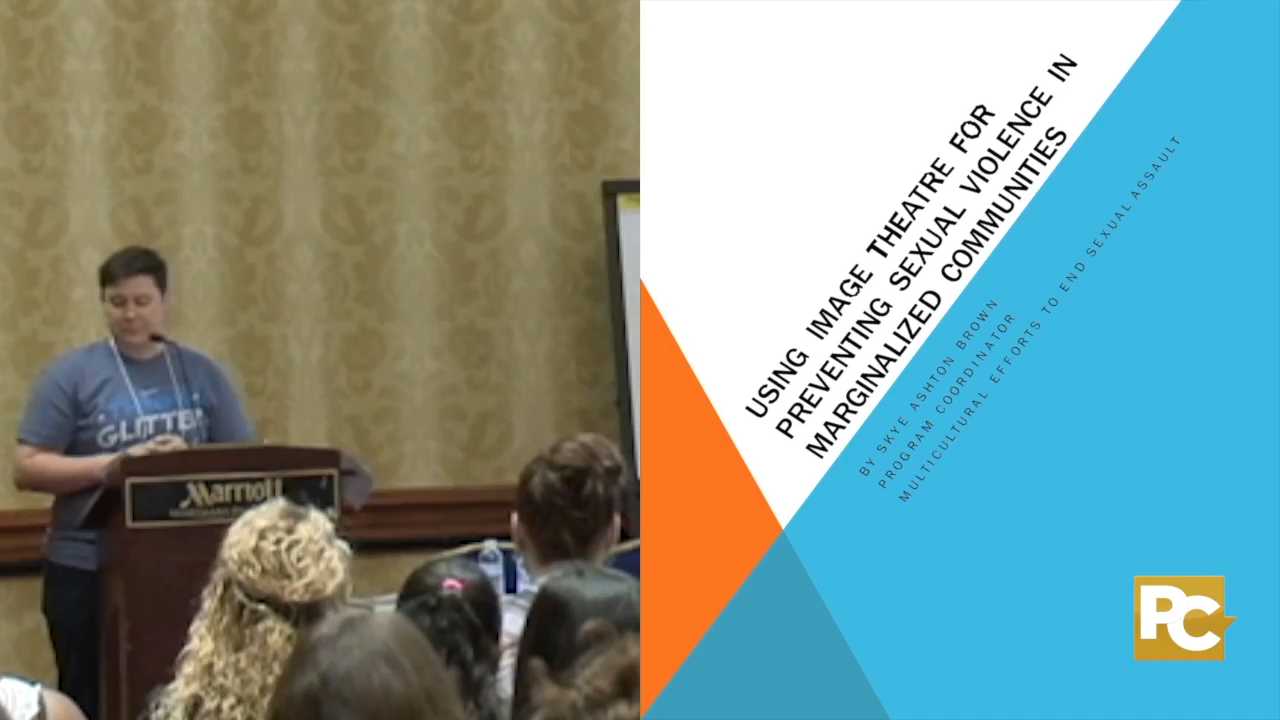 GLITTER
Marriott
USING IMAGE THEATRE FOR
PREVENTING SEXUAL VIOLENCE IN
MARGINALIZED COMMUNITIES
BY SKYE ASHTON BROWN
PROGRAM COORDINATOR
MULTICULTURAL EFFORTS TO END SEXUAL ASSAULT
PC